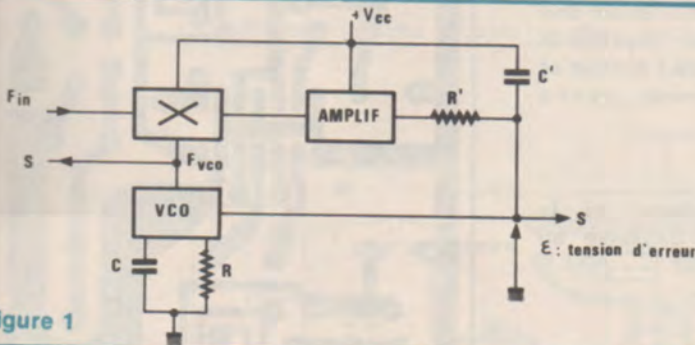 + Vcc
C'
Fin
AMPLIF
R'
S
Fvco
VCO
S
ε : tension d'erreur
C
R
igure 1